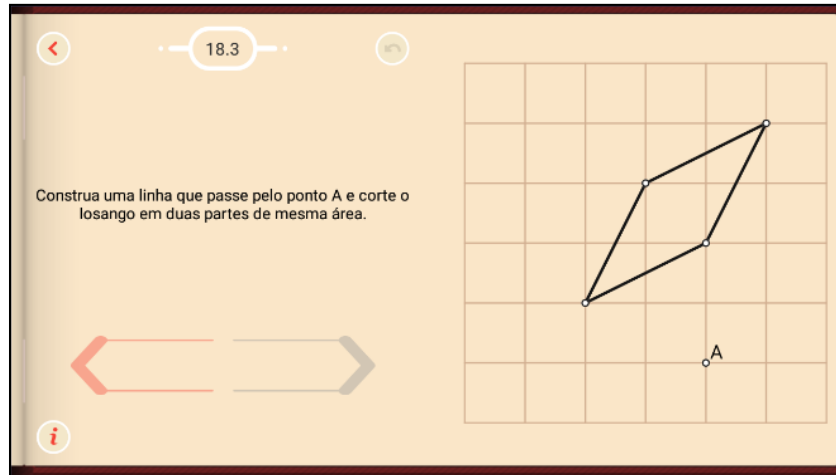 18.3
Construa uma linha que passe pelo ponto A e corte o
losango em duas partes de mesma área.
A
i